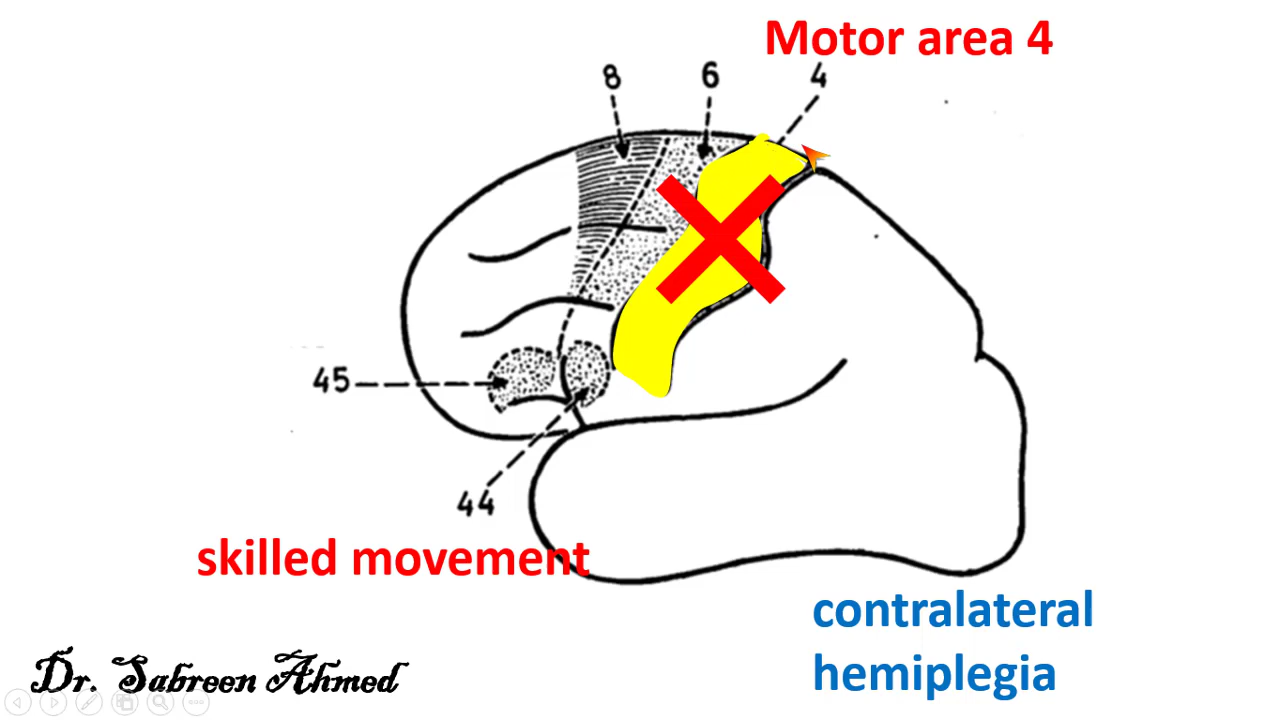 Motor area 4
8
6
4
45
44
skilled movement
contralateral
hemiplegia
Dr. Sabreen Ahmed